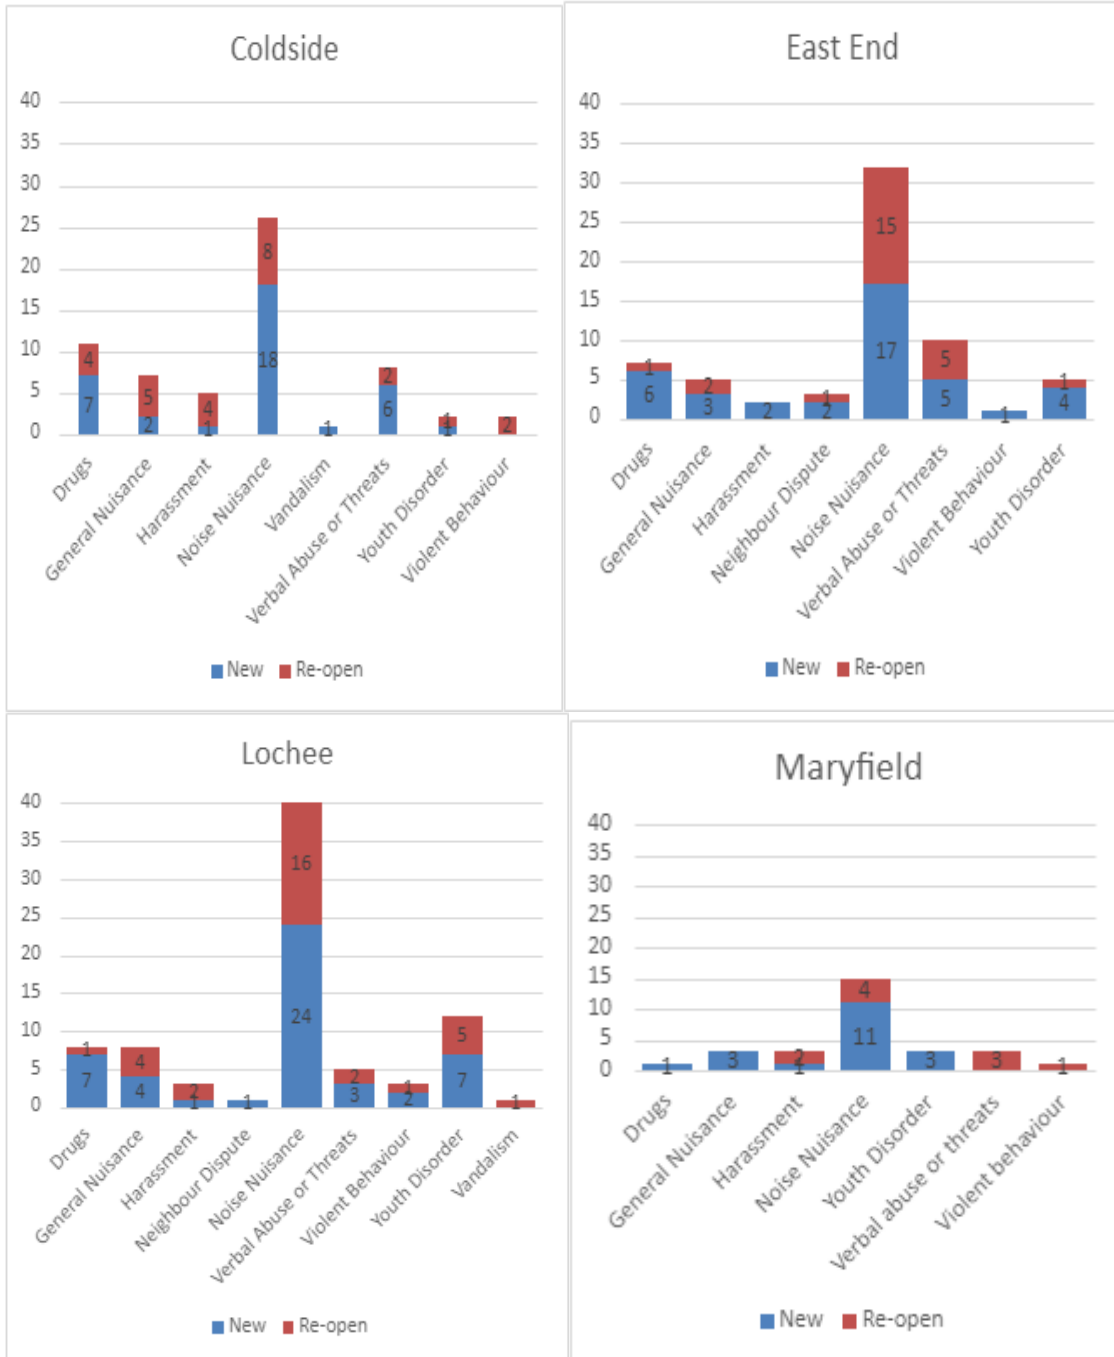 Coldside
40
35
30
25
20
15
10
5
0
4
7
5
2
4
1
8
18
1
2
6
1
1
2
Drugs
General Nuisance
Harassment
Noise Nuisance
Vandalism
Verbal Abuse or Threats
Youth Disorder
Violent Behaviour
New Re-open
East End
40
35
30
25
20
15
10
5
0
1
6
2
3
2
1
2
15
17
5
5
1
1
4
Drugs
General Nuisance
Harassment
Neighbour Dispute
Noise Nuisance
Verbal Abuse or Threats
Violent Behaviour
Youth Disorder
New Re-open
Lochee
40
35
30
25
20
15
10
5
0
1
7
4
4
2
1
1
16
24
2
3
1
2
5
7
1
Drugs
General Nuisance
Harassment
Neighbour Dispute
Noise Nuisance
Verbal Abuse or Threats
Violent Behaviour
Youth Disorder
Vandalism
New Re-open
Maryfield
40
35
30
25
20
15
10
5
0
1
3
2
1
4
11
3
3
1
Drugs
General Nuisance
Harassment
Noise Nuisance
Youth Disorder
Verbal abuse or threats
Violent behaviour
New Re-open